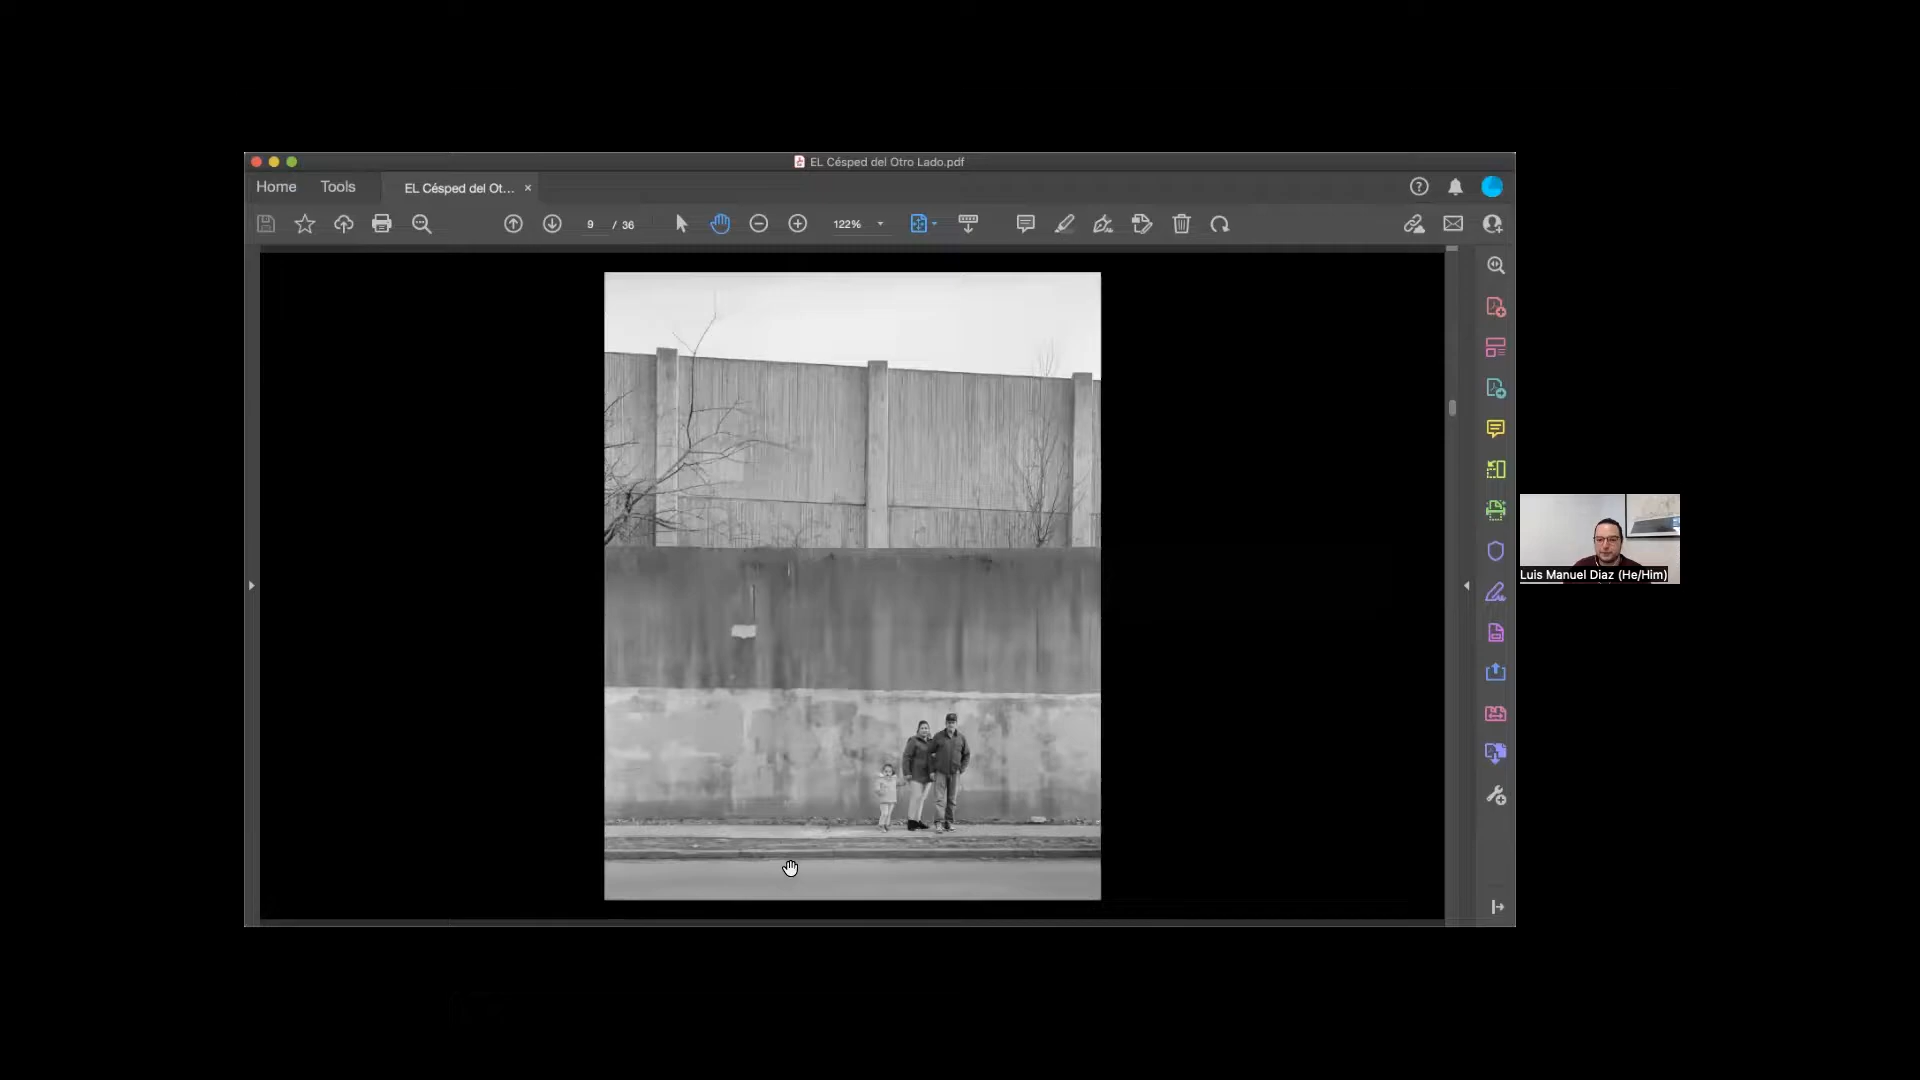 EL Césped del Otro Lado.pdf
Home Tools EL Césped del Ot... ×
9 / 36 122%
Luis Manuel Diaz (He/Him)